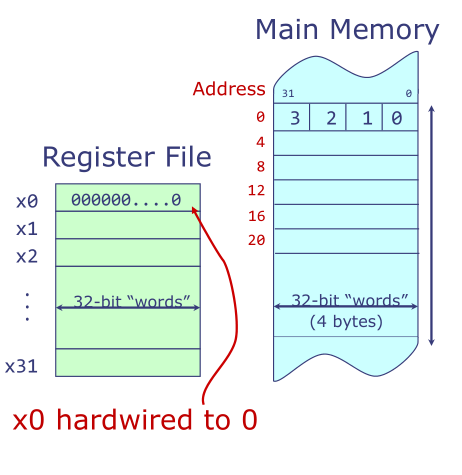 Main Memory
Address
31 0
0 3 2 1 0
4
8
12
16
20
32-bit “words”
(4 bytes)
Register File
x0 000000....0
x1
x2
x31
32-bit “words”
x0 hardwired to 0